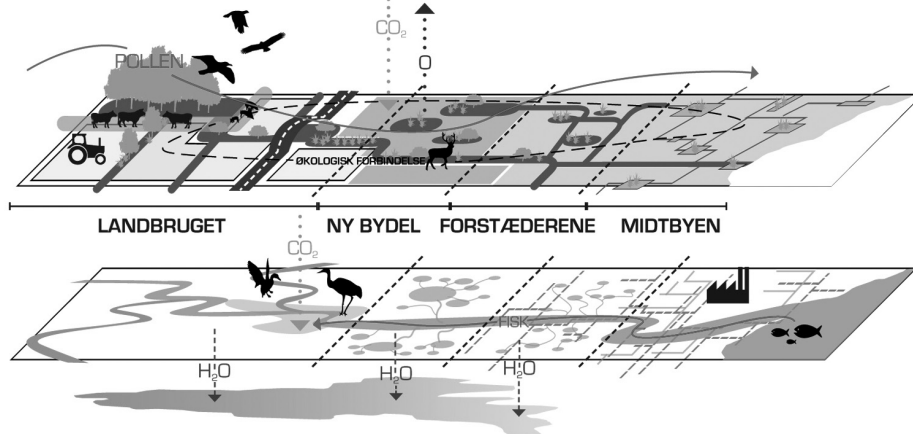 CO₂
O
POLLEN
ØKOLOGISK FORBINDELSE
LANDBRUGET
NY BYDEL
FORSTÆDERENE
MIDTBYEN
CO₂
FISK
H₂O
H₂O
H₂O